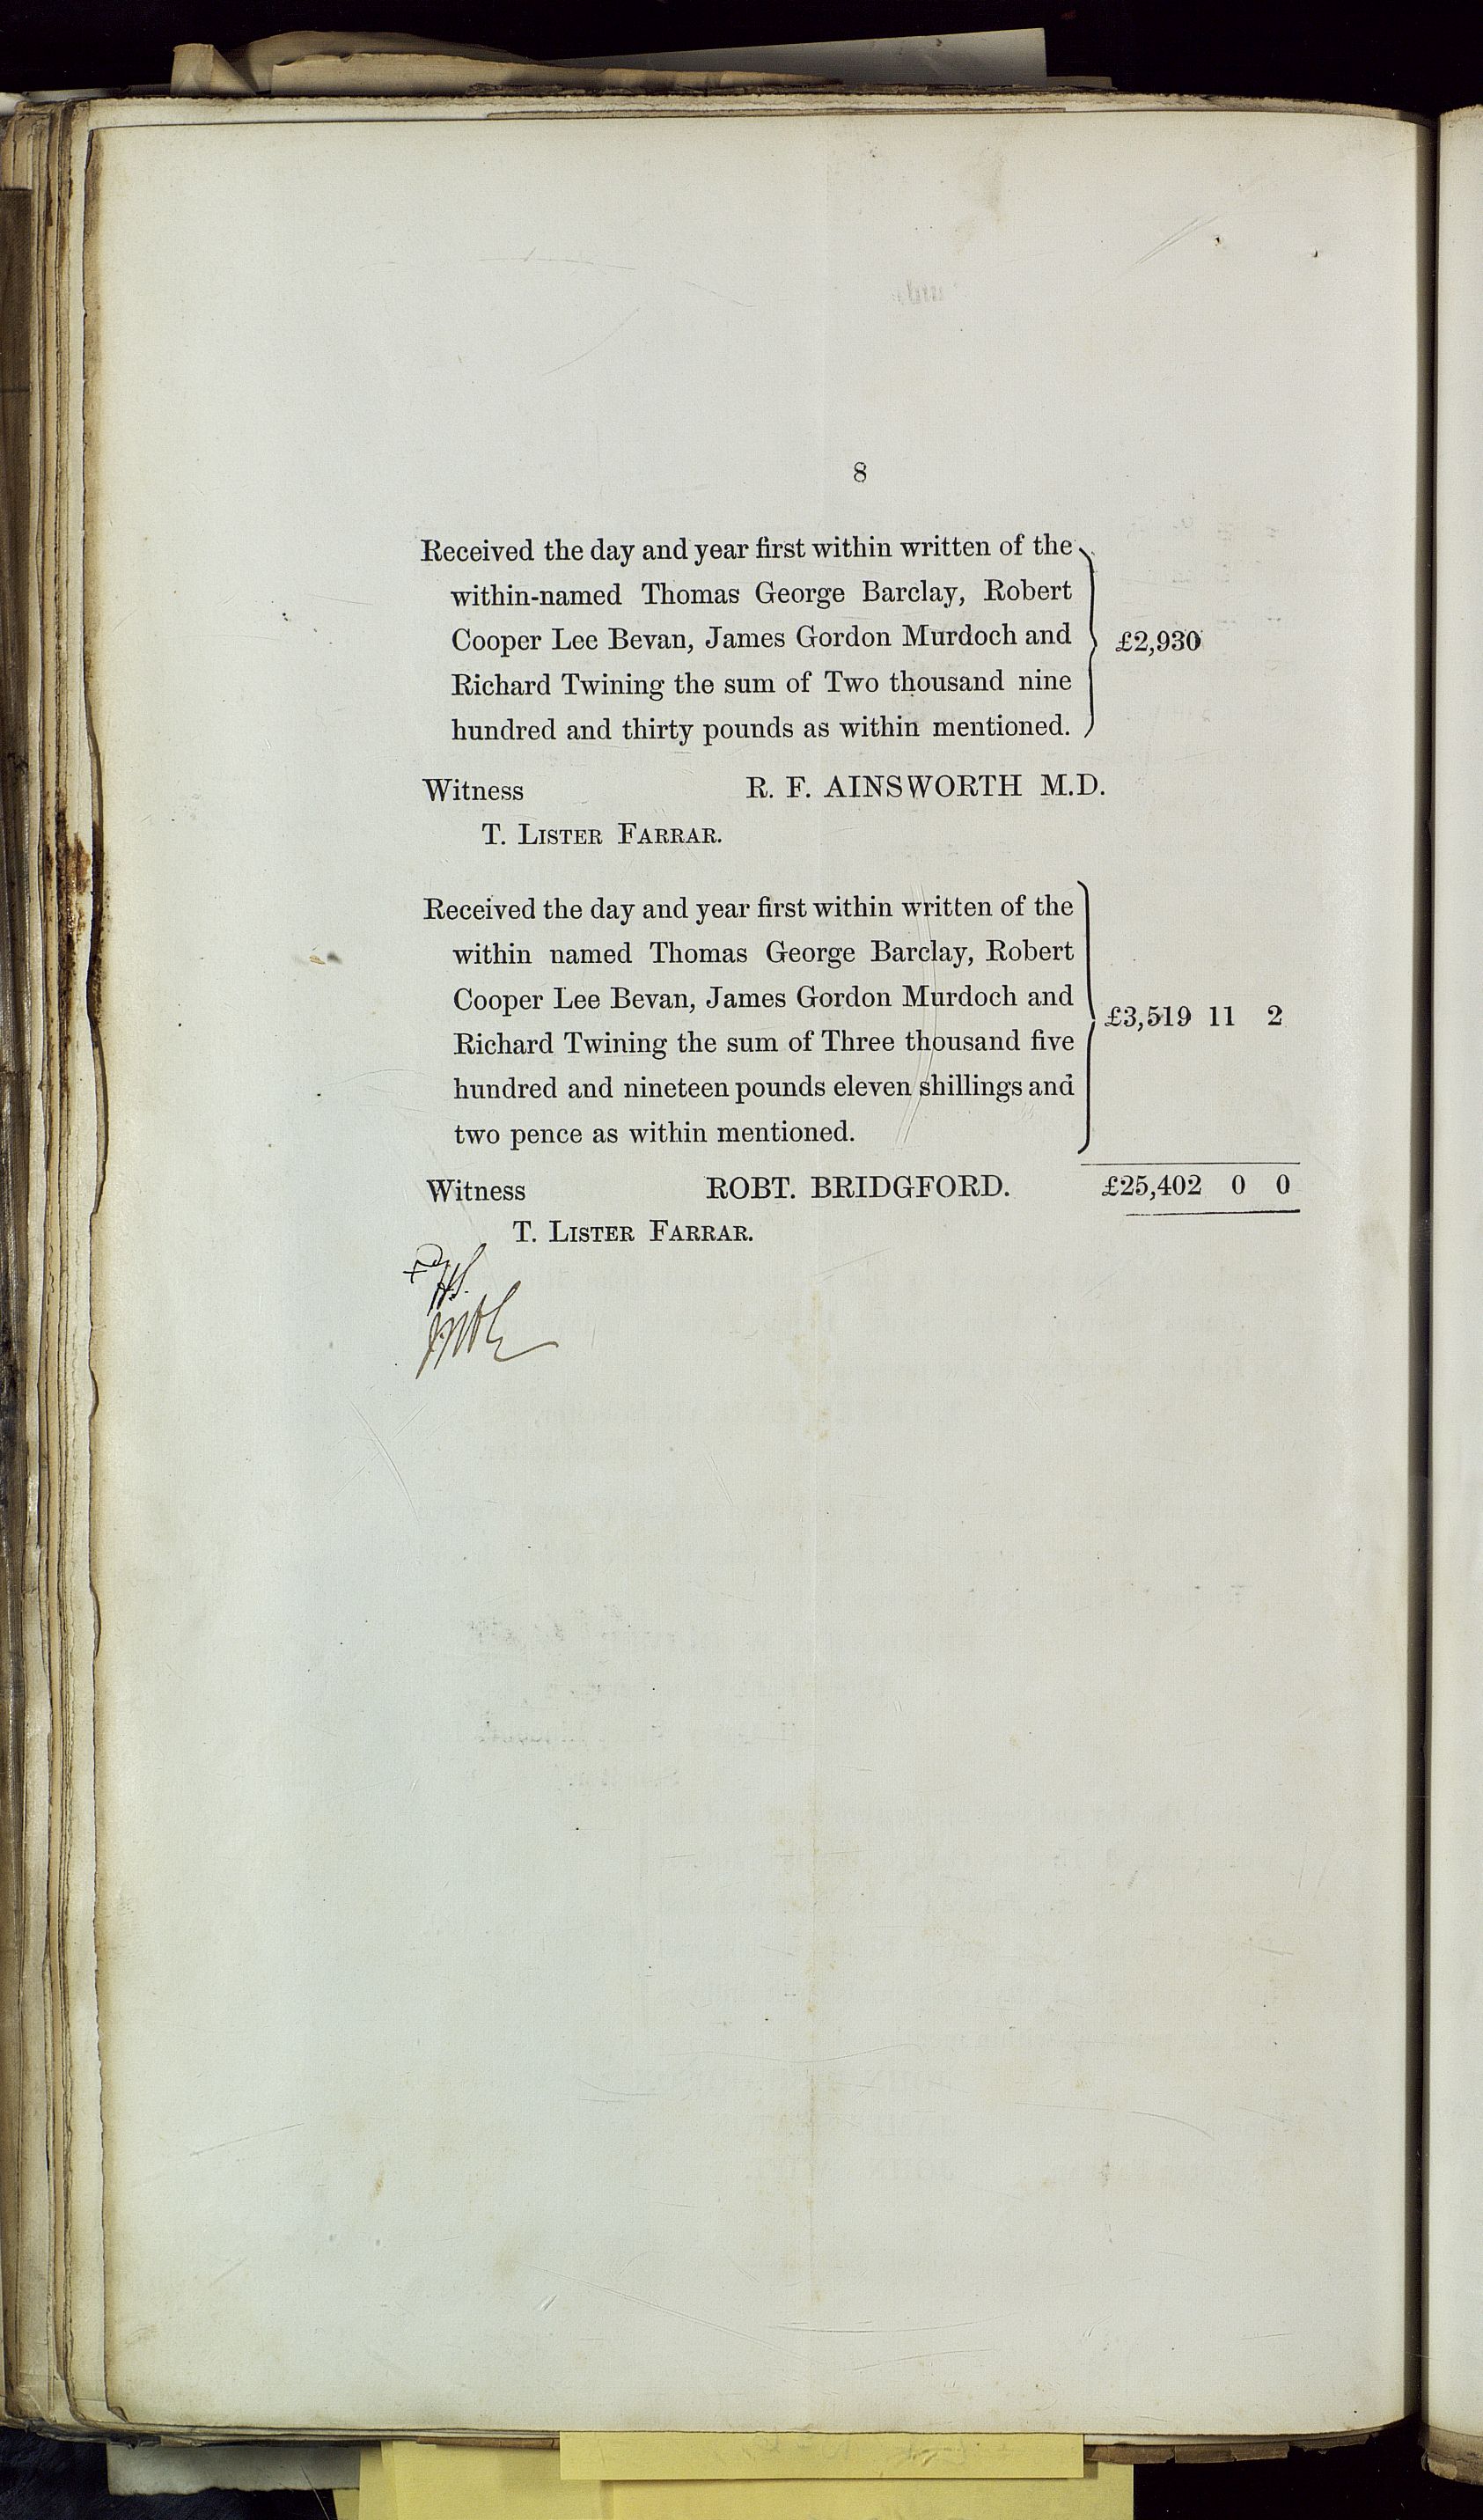 8
Received the day and year first within written of the
within-named Thomas George Barclay, Robert
Cooper Lee Bevan, James Gordon Murdoch and
Richard Twining the sum of Two thousand nine
hundred and thirty pounds as within mentioned.
£2,930
Witness R. F. AINSWORTH M.D.
T. LISTER FARRAR.
Received the day and year first within written of the
within named Thomas George Barclay, Robert
Cooper Lee Bevan, James Gordon Murdoch and
Richard Twining the sum of Three thousand five
hundred and nineteen pounds eleven shillings and
two pence as within mentioned.
£3,519 11 2
Witness ROBT. BRIDGFORD. £25,402 0 0
T. LISTER FARRAR.